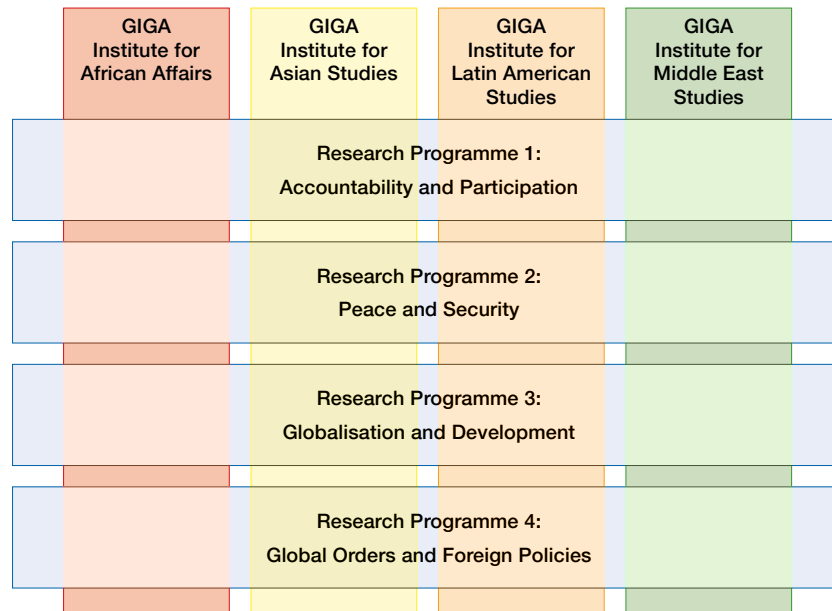 GIGA
Institute for
African Affairs
GIGA
Institute for
Asian Studies
GIGA
Institute for
Latin American
Studies
GIGA
Institute for
Middle East
Studies
Research Programme 1:
Accountability and Participation
Research Programme 2:
Peace and Security
Research Programme 3:
Globalisation and Development
Research Programme 4:
Global Orders and Foreign Policies